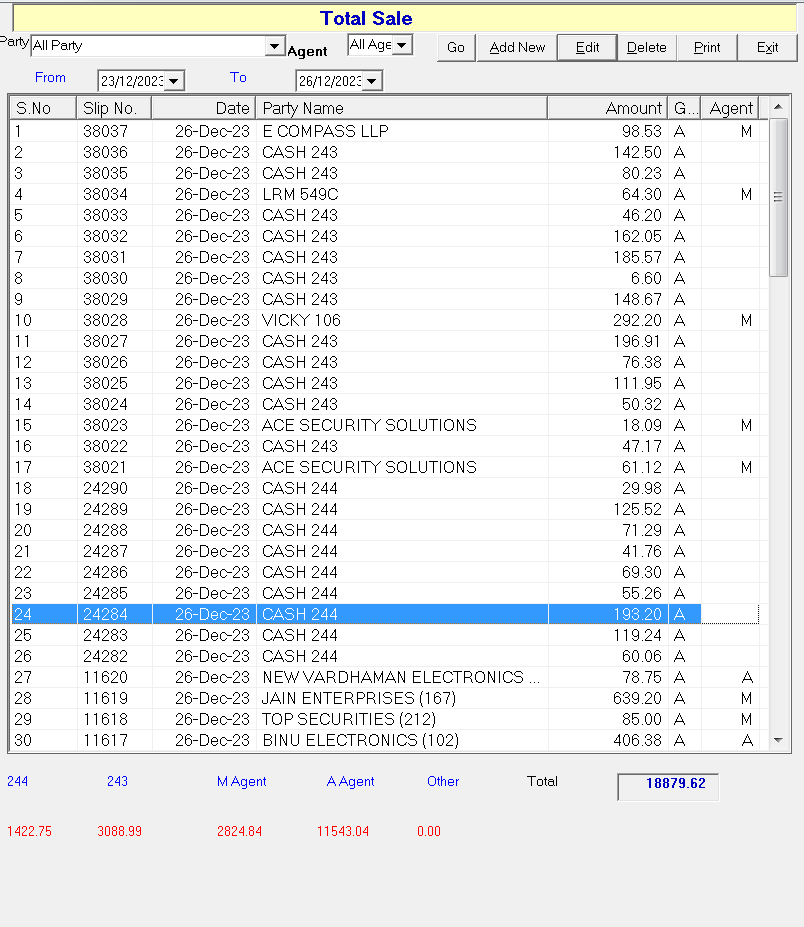 Total Sale
Party All Party Agent All Age Go Add New Edit Delete Print Exit
From 23/12/2023 To 26/12/2023
S.No Slip No. Date Party Name Amount G... Agent
1 38037 26-Dec-23 E COMPASS LLP 98.53 A M
2 38036 26-Dec-23 CASH 243 142.50 A
3 38035 26-Dec-23 CASH 243 80.23 A
4 38034 26-Dec-23 LRM 549C 64.30 A M
5 38033 26-Dec-23 CASH 243 46.20 A
6 38032 26-Dec-23 CASH 243 162.05 A
7 38031 26-Dec-23 CASH 243 185.57 A
8 38030 26-Dec-23 CASH 243 6.60 A
9 38029 26-Dec-23 CASH 243 148.67 A
10 38028 26-Dec-23 VICKY 106 292.20 A M
11 38027 26-Dec-23 CASH 243 196.91 A
12 38026 26-Dec-23 CASH 243 76.38 A
13 38025 26-Dec-23 CASH 243 111.95 A
14 38024 26-Dec-23 CASH 243 50.32 A
15 38023 26-Dec-23 ACE SECURITY SOLUTIONS 18.09 A M
16 38022 26-Dec-23 CASH 243 47.17 A
17 38021 26-Dec-23 ACE SECURITY SOLUTIONS 61.12 A M
18 24290 26-Dec-23 CASH 244 29.98 A
19 24289 26-Dec-23 CASH 244 125.52 A
20 24288 26-Dec-23 CASH 244 71.29 A
21 24287 26-Dec-23 CASH 244 41.76 A
22 24286 26-Dec-23 CASH 244 69.30 A
23 24285 26-Dec-23 CASH 244 55.26 A
24 24284 26-Dec-23 CASH 244 193.20 A
25 24283 26-Dec-23 CASH 244 119.24 A
26 24282 26-Dec-23 CASH 244 60.06 A
27 11620 26-Dec-23 NEW VARDHAMAN ELECTRONICS ... 78.75 A A
28 11619 26-Dec-23 JAIN ENTERPRISES (167) 639.20 A M
29 11618 26-Dec-23 TOP SECURITIES (212) 85.00 A M
30 11617 26-Dec-23 BINU ELECTRONICS (102) 406.38 A A
244 243 M Agent A Agent Other Total 18879.62
1422.75 3088.99 2824.84 11543.04 0.00